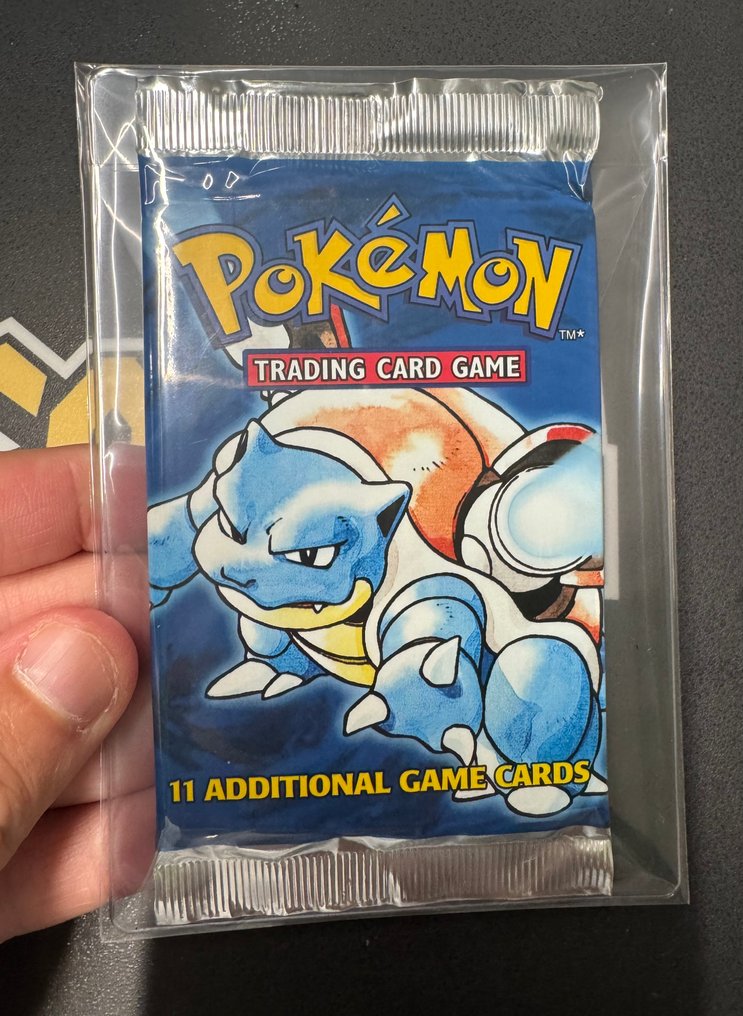 POKéMON
TM*
TRADING CARD GAME
11 ADDITIONAL GAME CARDS